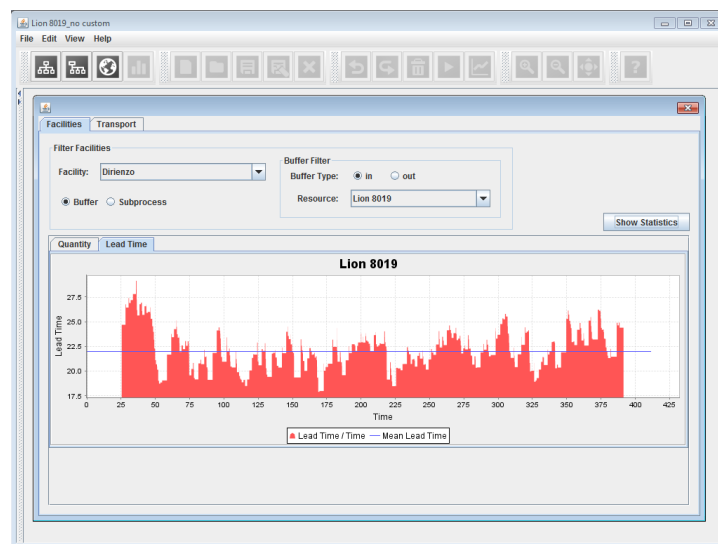 Lion 8019_no custom
File Edit View Help
?
Facilities Transport
Filter Facilities
Facility: Dirienzo
Buffer Subprocess
Buffer Filter
Buffer Type: in out
Resource: Lion 8019
Show Statistics
Quantity Lead Time
Lion 8019
Lead Time
27.5
25.0
22.5
20.0
17.5
0 25 50 75 100 125 150 175 200 225 250 275 300 325 350 375 400 425
Time
Lead Time / Time Mean Lead Time